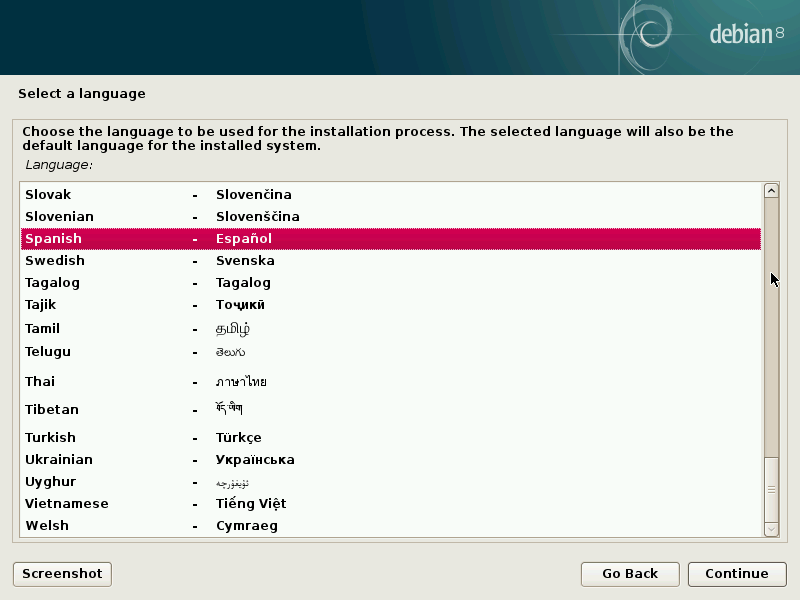 debian 8
Select a language
Choose the language to be used for the installation process. The selected language will also be the
default language for the installed system.
Language:
Slovak - Slovenčina
Slovenian - Slovenščina
Spanish - Español
Swedish - Svenska
Tagalog - Tagalog
Tajik - Тоҷикӣ
Tamil - தமிழ்
Telugu - తెలుగు
Thai - ภาษาไทย
Tibetan - བོད་ཡིག
Turkish - Türkçe
Ukrainian - Українська
Uyghur - ئۇيغۇرچە
Vietnamese - Tiếng Việt
Welsh - Cymraeg
Screenshot Go Back Continue